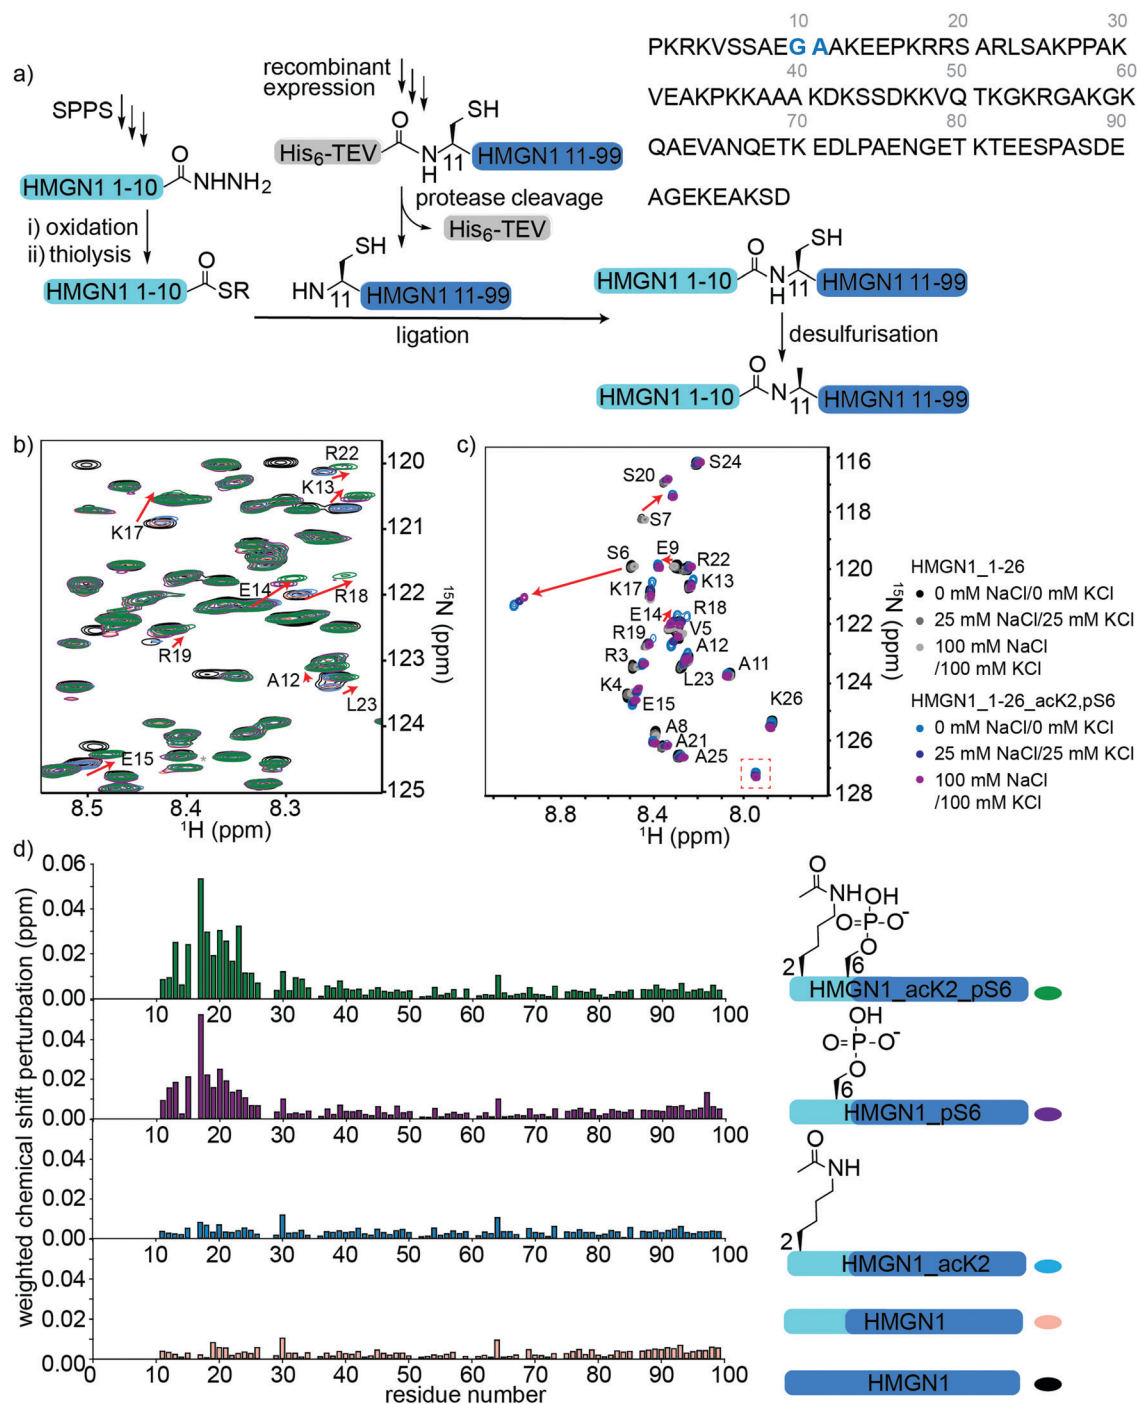 a)
SPPS
HMGN1 1-10
NHNH2
O
i) oxidation
ii) thiolysis
HMGN1 1-10
O
SR
recombinant
expression
His6-TEV
O
N
H
SH
11
HMGN1 11-99
protease cleavage
His6-TEV
SH
HN
11
HMGN1 11-99
ligation
10 20 30
PKRKVSSAEG AAKEEPKRRS ARLSAKPPAK
40 50 60
VEAKPKKAAA KDKSSDKKVQ TKGKRGAKGK
70 80 90
QAEVANQETK EDLPAENGET KTEESPASDE
AGEKEAKSD
HMGN1 1-10
O
N
H
SH
11
HMGN1 11-99
desulfurisation
HMGN1 1-10
O
N
11
HMGN1 11-99
b)
R22
K13
K17
E14
R18
R19
A12
L23
E15
*
120
121
122
123
124
125
15N (ppm)
8.5 8.4 8.3
1H (ppm)
c)
S24
S20
S7
S6
E9
R22
K17
K13
E14
R18
V5
R19
A12
R3
L23
A11
K4
E15
K26
A8
A21
A25
116
118
120
122
124
126
128
15N (ppm)
8.8 8.4 8.0
1H (ppm)
HMGN1_1-26
0 mM NaCl/0 mM KCl
25 mM NaCl/25 mM KCl
100 mM NaCl
/100 mM KCl
HMGN1_1-26_acK2,pS6
0 mM NaCl/0 mM KCl
25 mM NaCl/25 mM KCl
100 mM NaCl
/100 mM KCl
d)
weighted chemical shift perturbation (ppm)
0.06
0.04
0.02
0.00
10 20 30 40 50 60 70 80 90 100
0.04
0.02
0.00
10 20 30 40 50 60 70 80 90 100
0.04
0.02
0.00
10 20 30 40 50 60 70 80 90 100
0.04
0.02
0.00
0 10 20 30 40 50 60 70 80 90 100
residue number
O
NH
OH
O=P-O-
O
2
6
HMGN1_acK2_pS6
OH
O=P-O-
O
6
HMGN1_pS6
O
NH
2
HMGN1_acK2
HMGN1
HMGN1